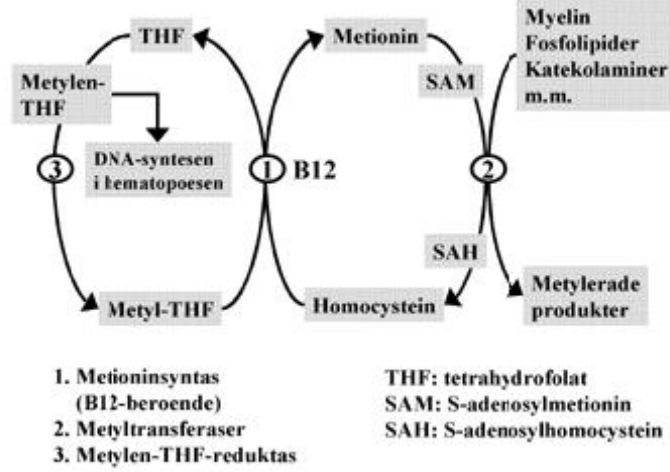 THF
Metionin
Myelin
Fosfolipider
Katekolaminer
m.m.
Metylen-
THF
SAM
DNA-syntesen
i hematopoesen
3
1
B12
2
SAH
Metyl-THF
Homocystein
Metylerade
produkter
1. Metioninsyntas
(B12-beroende)
2. Metyltransferaser
3. Metylen-THF-reduktas
THF: tetrahydrofolat
SAM: S-adenosylmetionin
SAH: S-adenosylhomocystein